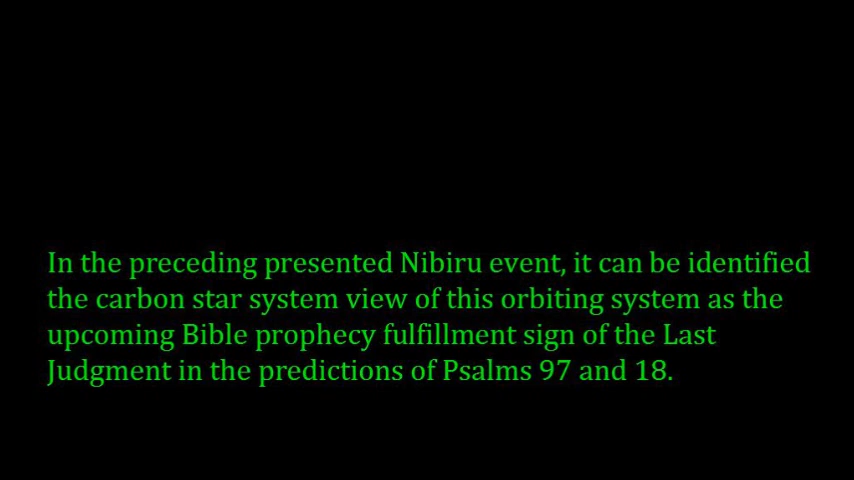 In the preceding presented Nibiru event, it can be identified
the carbon star system view of this orbiting system as the
upcoming Bible prophecy fulfillment sign of the Last
Judgment in the predictions of Psalms 97 and 18.